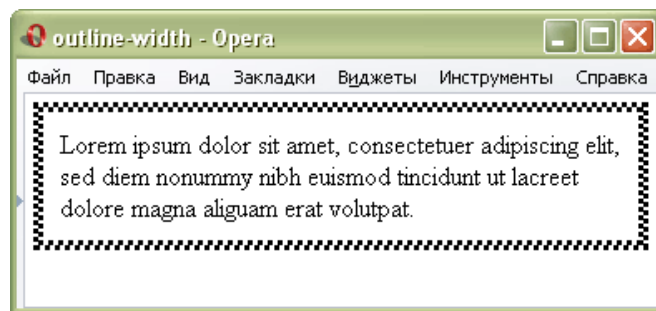 outline-width - Opera
Файл Правка Вид Закладки Виджеты Инструменты Справка
Lorem ipsum dolor sit amet, consectetuer adipiscing elit,
sed diem nonummy nibh euismod tincidunt ut lacreet
dolore magna aliguam erat volutpat.